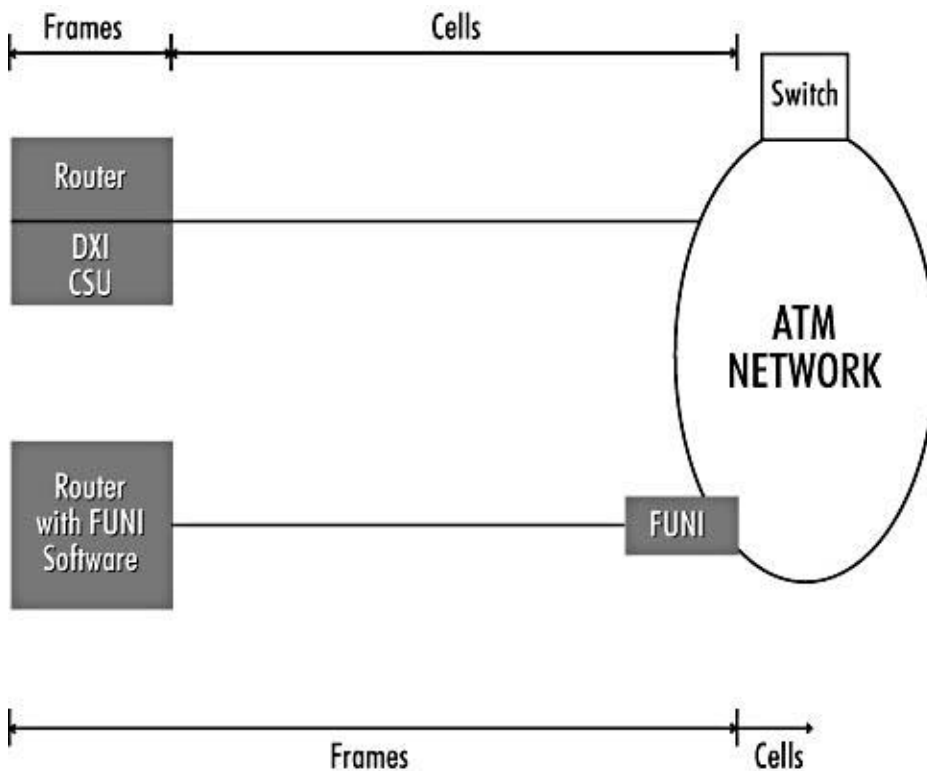 Frames
Cells
Switch
Router
DXI
CSU
ATM
NETWORK
Router
with FUNI
Software
FUNI
Frames
Cells